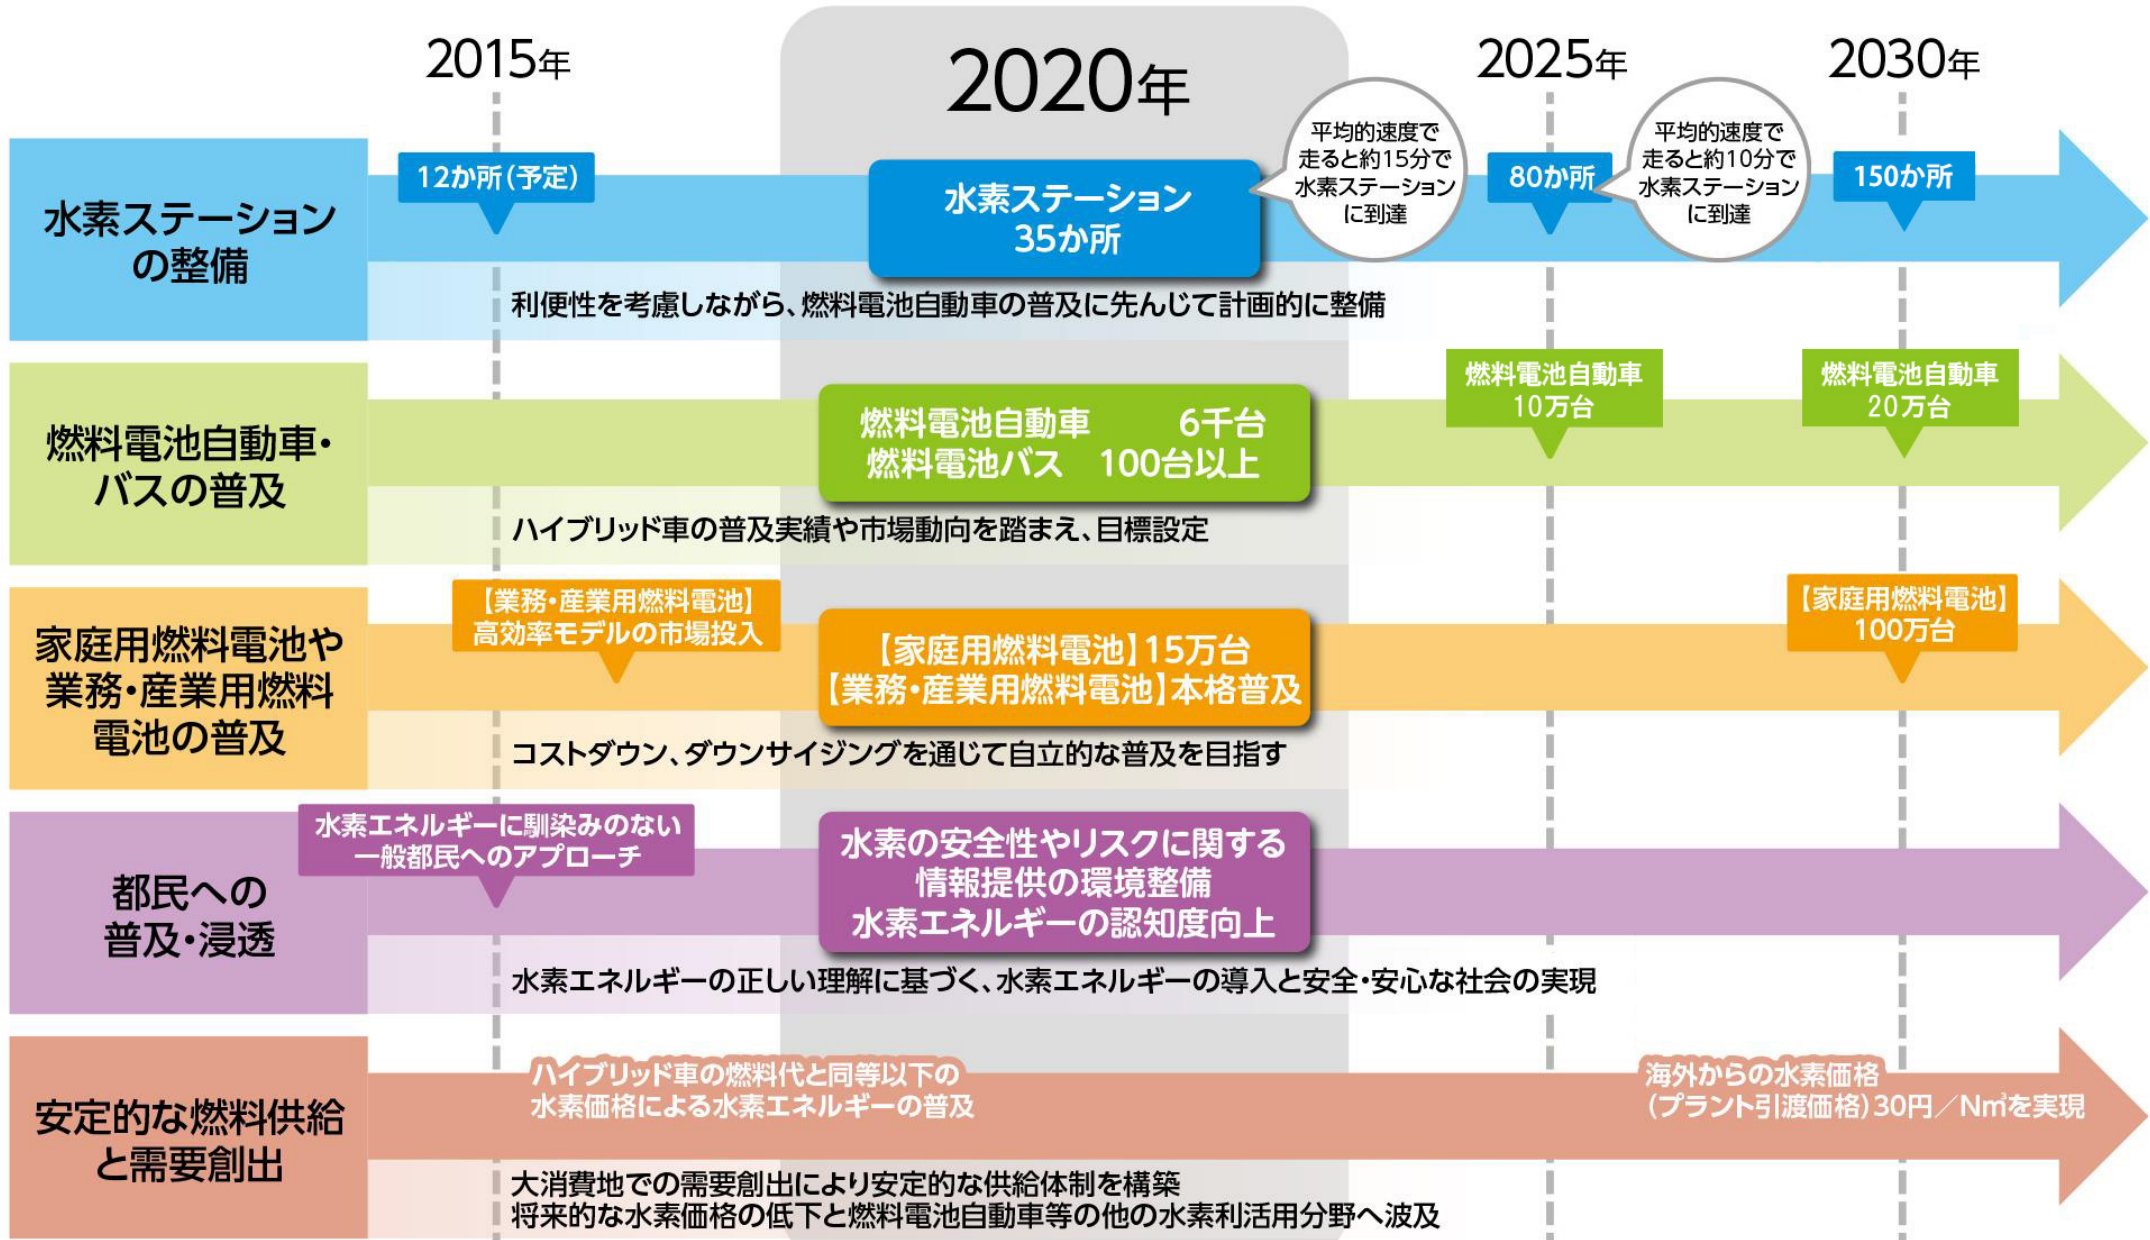 2015年
2020年
2025年
2030年
水素ステーション
の整備
12か所(予定)
水素ステーション
35か所
平均的速度で
走ると約15分で
水素ステーション
に到達
80か所
平均的速度で
走ると約10分で
水素ステーション
に到達
150か所
利便性を考慮しながら、燃料電池自動車の普及に先んじて計画的に整備
燃料電池自動車・
バスの普及
燃料電池自動車 6千台
燃料電池バス 100台以上
燃料電池自動車
10万台
燃料電池自動車
20万台
ハイブリッド車の普及実績や市場動向を踏まえ、目標設定
家庭用燃料電池や
業務・産業用燃料
電池の普及
【業務・産業用燃料電池】
高効率モデルの市場投入
【家庭用燃料電池】15万台
【業務・産業用燃料電池】本格普及
【家庭用燃料電池】
100万台
コストダウン、ダウンサイジングを通じて自立的な普及を目指す
都民への
普及・浸透
水素エネルギーに馴染みのない
一般都民へのアプローチ
水素の安全性やリスクに関する
情報提供の環境整備
水素エネルギーの認知度向上
水素エネルギーの正しい理解に基づく、水素エネルギーの導入と安全・安心な社会の実現
安定的な燃料供給
と需要創出
ハイブリッド車の燃料代と同等以下の
水素価格による水素エネルギーの普及
海外からの水素価格
(プラント引渡価格)30円／N㎥を実現
大消費地での需要創出により安定的な供給体制を構築
将来的な水素価格の低下と燃料電池自動車等の他の水素利活用分野へ波及